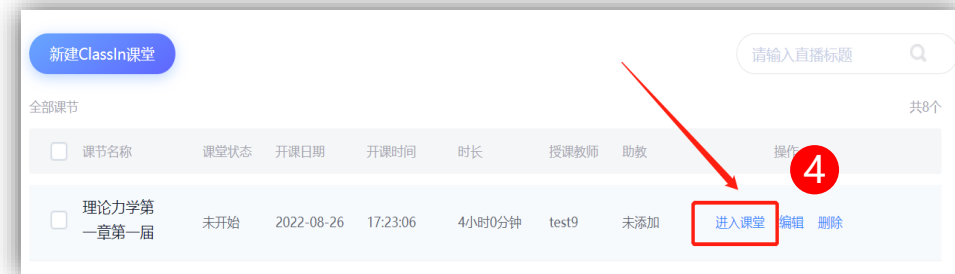 新建ClassIn课堂
请输入直播标题
全部课节
共8个
课节名称 课堂状态 开课日期 开课时间 时长 授课教师 助教 操作
4
理论力学第
一章第一届
未开始 2022-08-26 17:23:06 4小时0分钟 test9 未添加 进入课堂 编辑 删除